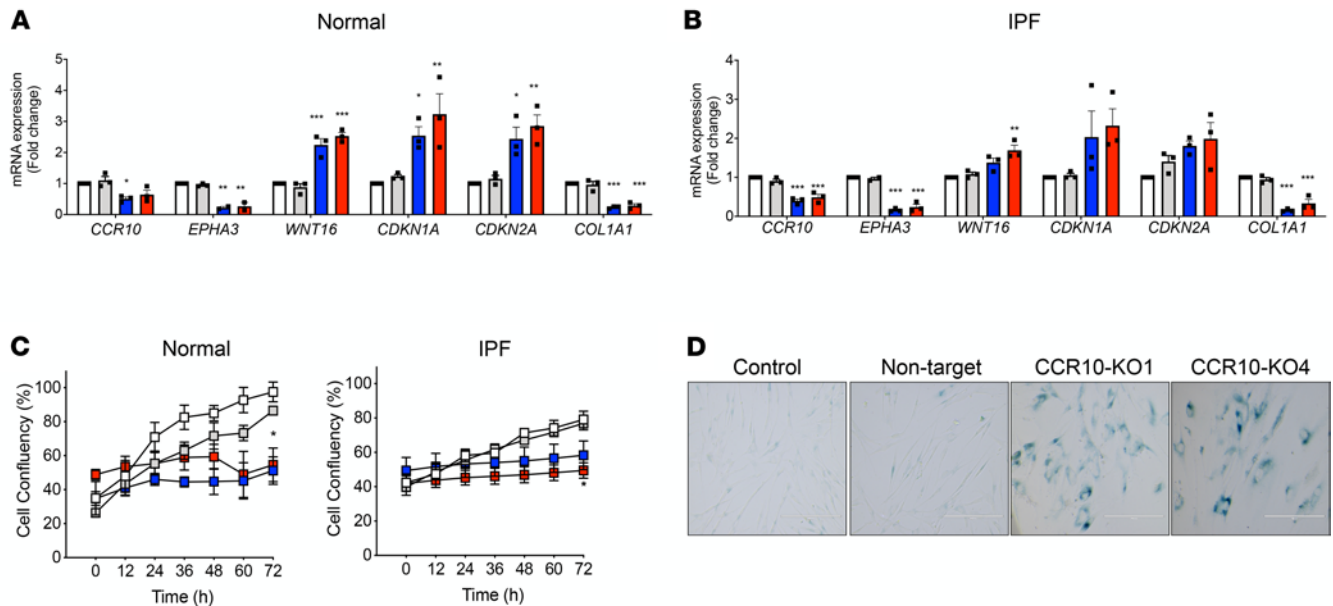 A
Normal
mRNA expression
(Fold change)
5
4
3
2
1
0
* ** ** *** *** * ** * ** *** ***
CCR10 EPHA3 WNT16 CDKN1A CDKN2A COL1A1
B
IPF
mRNA expression
(Fold change)
4
3
2
1
0
*** *** *** *** ** *** ***
CCR10 EPHA3 WNT16 CDKN1A CDKN2A COL1A1
C
Normal
Cell Confluency (%)
100
80
60
40
20
0
*
0 12 24 36 48 60 72
Time (h)
IPF
Cell Confluency (%)
100
80
60
40
20
0
*
0 12 24 36 48 60 72
Time (h)
D
Control Non-target CCR10-KO1 CCR10-KO4